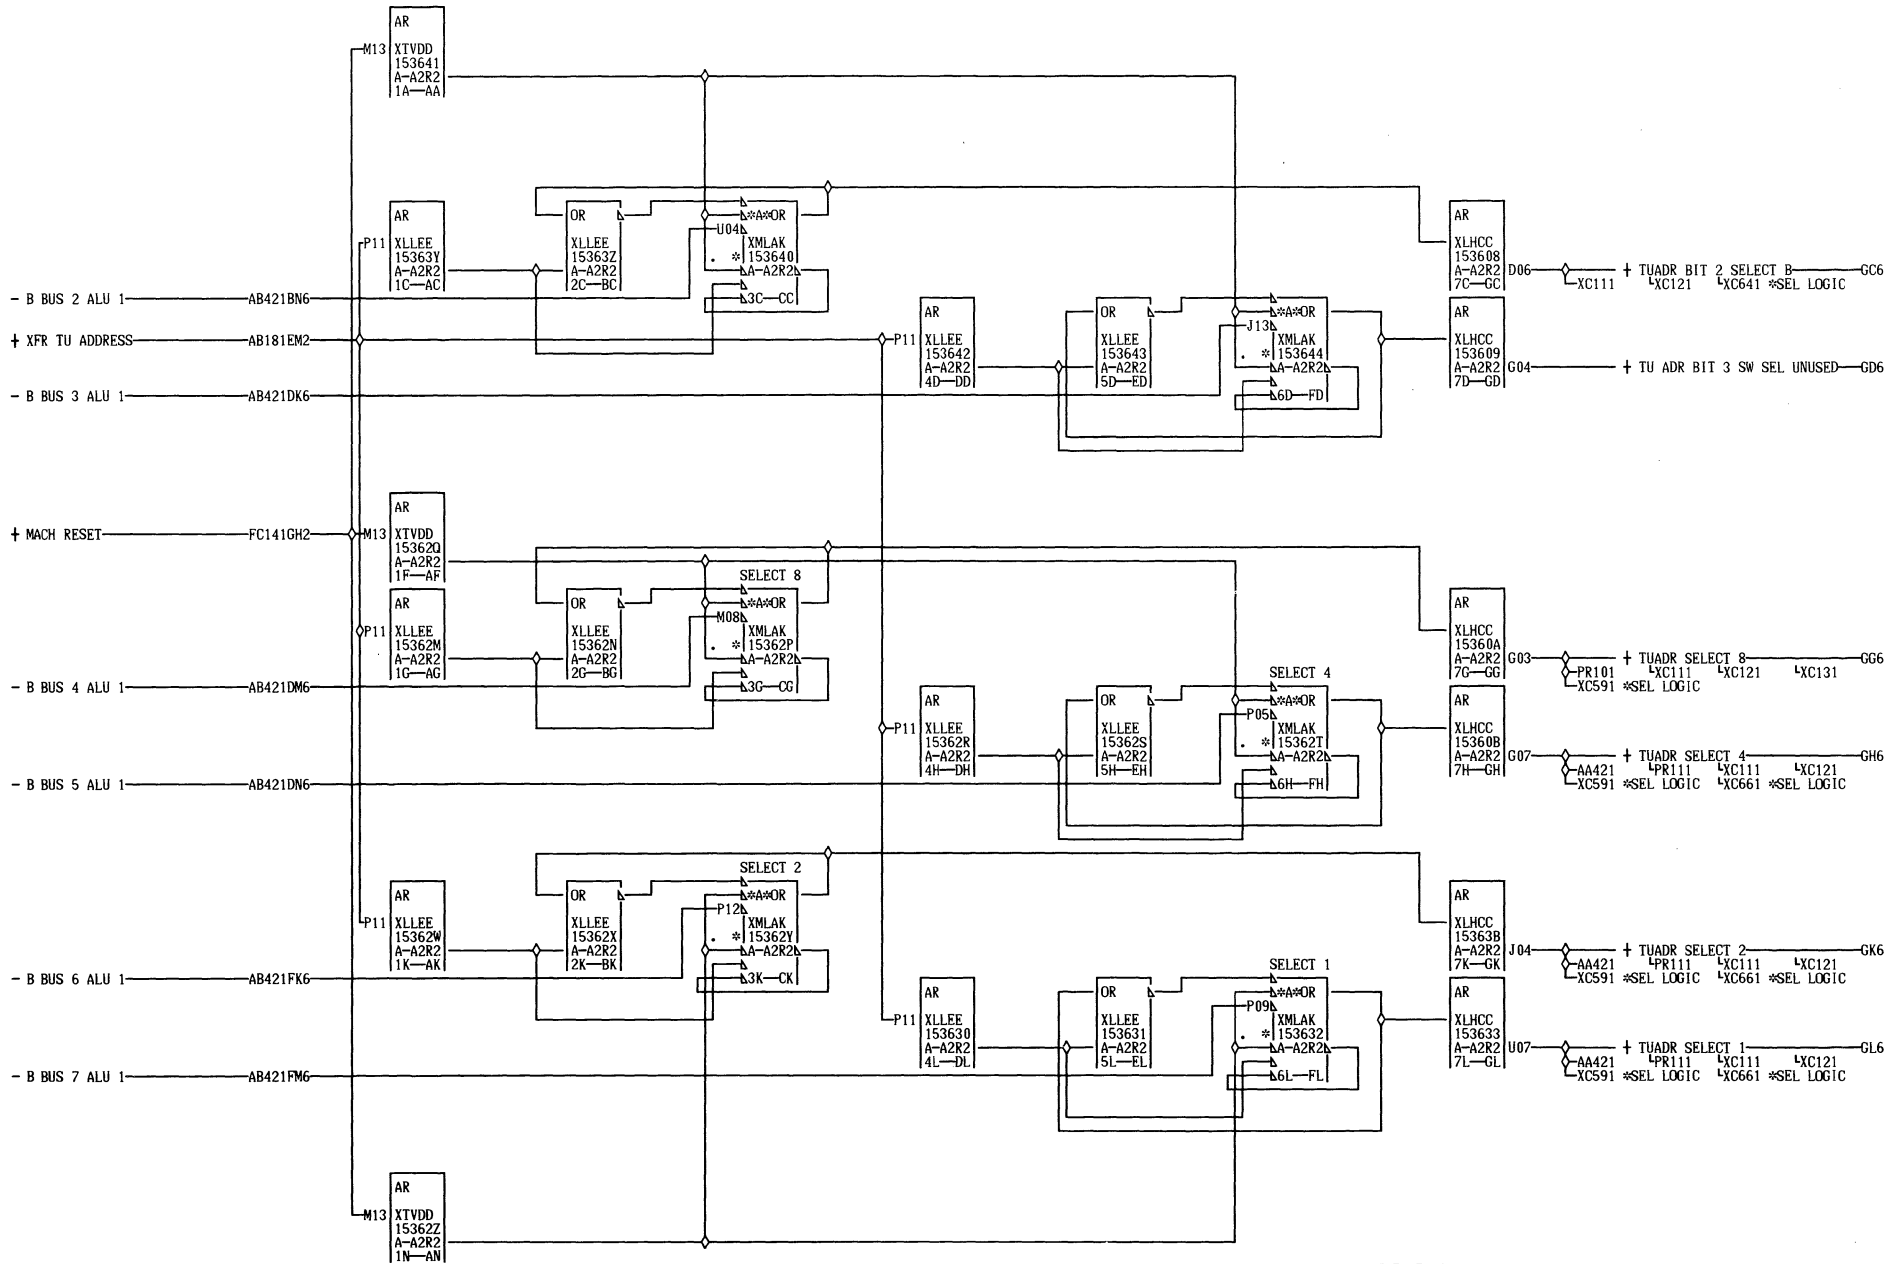 AR
M13 XTVDD
153641
A-A2R2
1A—AA
AR
P11 XLLEE
15363Y
A-A2R2
1C—AC
OR
XLLEE
15363Z
A-A2R2
2C—BC
*A*OR
U04
XMLAK
. * 153640
A-A2R2
3C—CC
AR
XLHCC
153608
A-A2R2 D06 + TUADR BIT 2 SELECT B GC6
7C—GC XC111 XC121 XC641 *SEL LOGIC
- B BUS 2 ALU 1 AB421BN6
+ XFR TU ADDRESS AB181EM2
- B BUS 3 ALU 1 AB421DK6
AR
P11 XLLEE
153642
A-A2R2
4D—DD
OR
XLLEE
153643
A-A2R2
5D—ED
*A*OR
J13
XMLAK
. * 153644
A-A2R2
6D—FD
AR
XLHCC
153609
A-A2R2 G04 + TU ADR BIT 3 SW SEL UNUSED GD6
7D—GD
+ MACH RESET FC141GH2
AR
M13 XTVDD
15362Q
A-A2R2
1F—AF
AR
P11 XLLEE
15362M
A-A2R2
1G—AG
OR
XLLEE
15362N
A-A2R2
2G—BG
SELECT 8
*A*OR
M08
XMLAK
. * 15362P
A-A2R2
3G—CG
AR
XLHCC
15360A
A-A2R2 G03 + TUADR SELECT 8 GG6
7G—GG PR101 XC111 XC121 XC131
XC591 *SEL LOGIC
- B BUS 4 ALU 1 AB421DM6
- B BUS 5 ALU 1 AB421DN6
AR
P11 XLLEE
15362R
A-A2R2
4H—DH
OR
XLLEE
15362S
A-A2R2
5H—EH
SELECT 4
*A*OR
P05
XMLAK
. * 15362T
A-A2R2
6H—FH
AR
XLHCC
15360B
A-A2R2 G07 + TUADR SELECT 4 GH6
7H—GH AA421 PR111 XC111 XC121
XC591 *SEL LOGIC XC661 *SEL LOGIC
AR
P11 XLLEE
15362W
A-A2R2
1K—AK
OR
XLLEE
15362X
A-A2R2
2K—BK
SELECT 2
*A*OR
P12
XMLAK
. * 15362Y
A-A2R2
3K—CK
AR
XLHCC
15363B
A-A2R2 J04 + TUADR SELECT 2 GK6
7K—GK AA421 PR111 XC111 XC121
XC591 *SEL LOGIC XC661 *SEL LOGIC
- B BUS 6 ALU 1 AB421FK6
- B BUS 7 ALU 1 AB421FM6
AR
P11 XLLEE
153630
A-A2R2
4L—DL
OR
XLLEE
153631
A-A2R2
5L—EL
SELECT 1
*A*OR
P09
XMLAK
. * 153632
A-A2R2
6L—FL
AR
XLHCC
153633
A-A2R2 U07 + TUADR SELECT 1 GL6
7L—GL AA421 PR111 XC111 XC121
XC591 *SEL LOGIC XC661 *SEL LOGIC
AR
M13 XTVDD
15362Z
A-A2R2
1N—AN